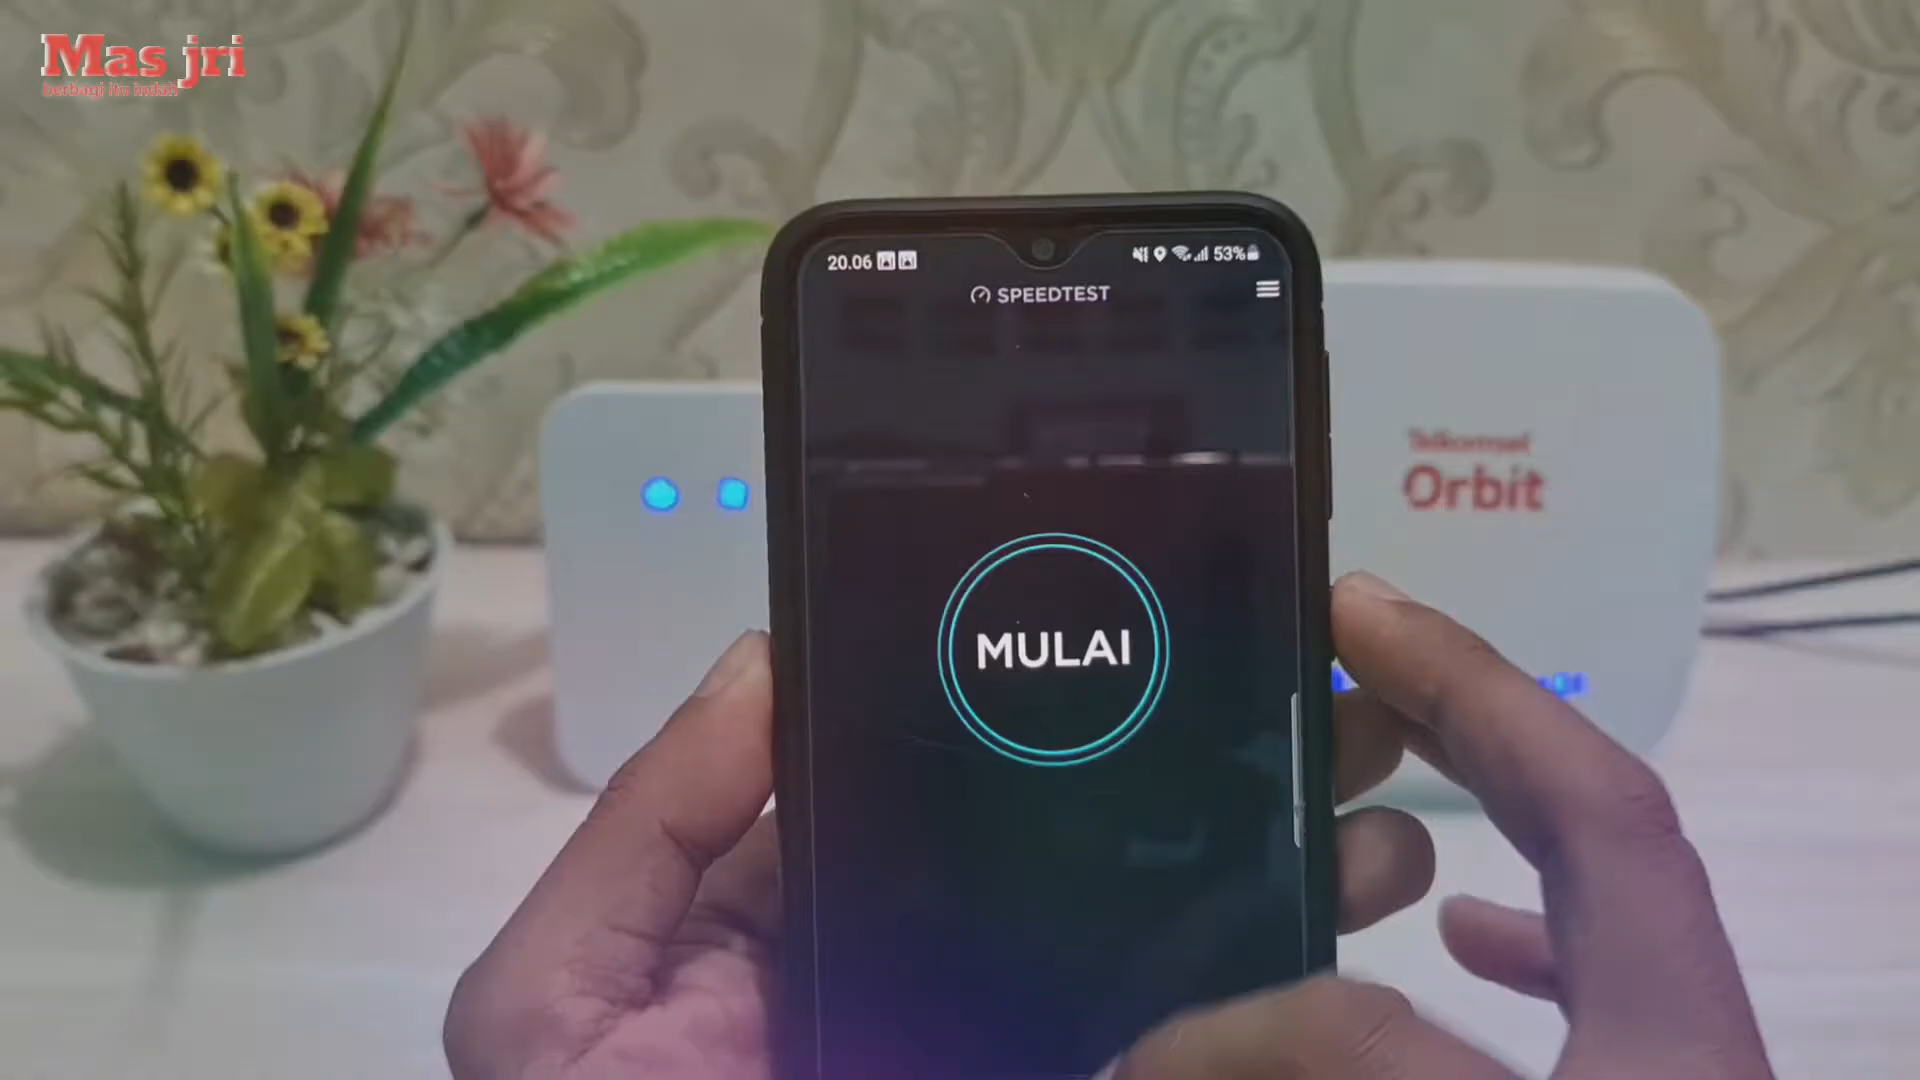 Mas jri
berbagi itu indah
20.06
53%
SPEEDTEST
MULAI
Telkomsel
Orbit